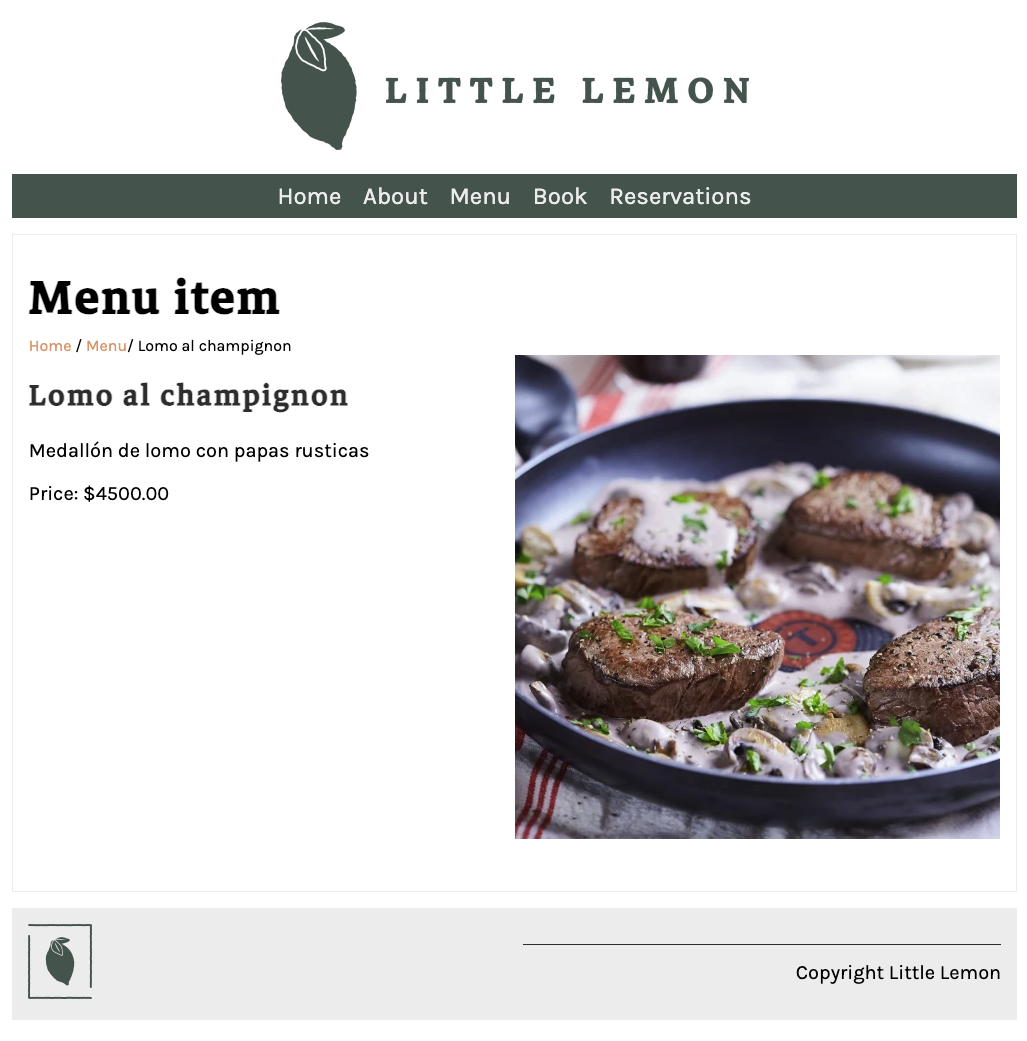 LITTLE LEMON
Home About Menu Book Reservations
Menu item
Home / Menu/ Lomo al champignon
Lomo al champignon
Medallón de lomo con papas rusticas
Price: $4500.00
Copyright Little Lemon